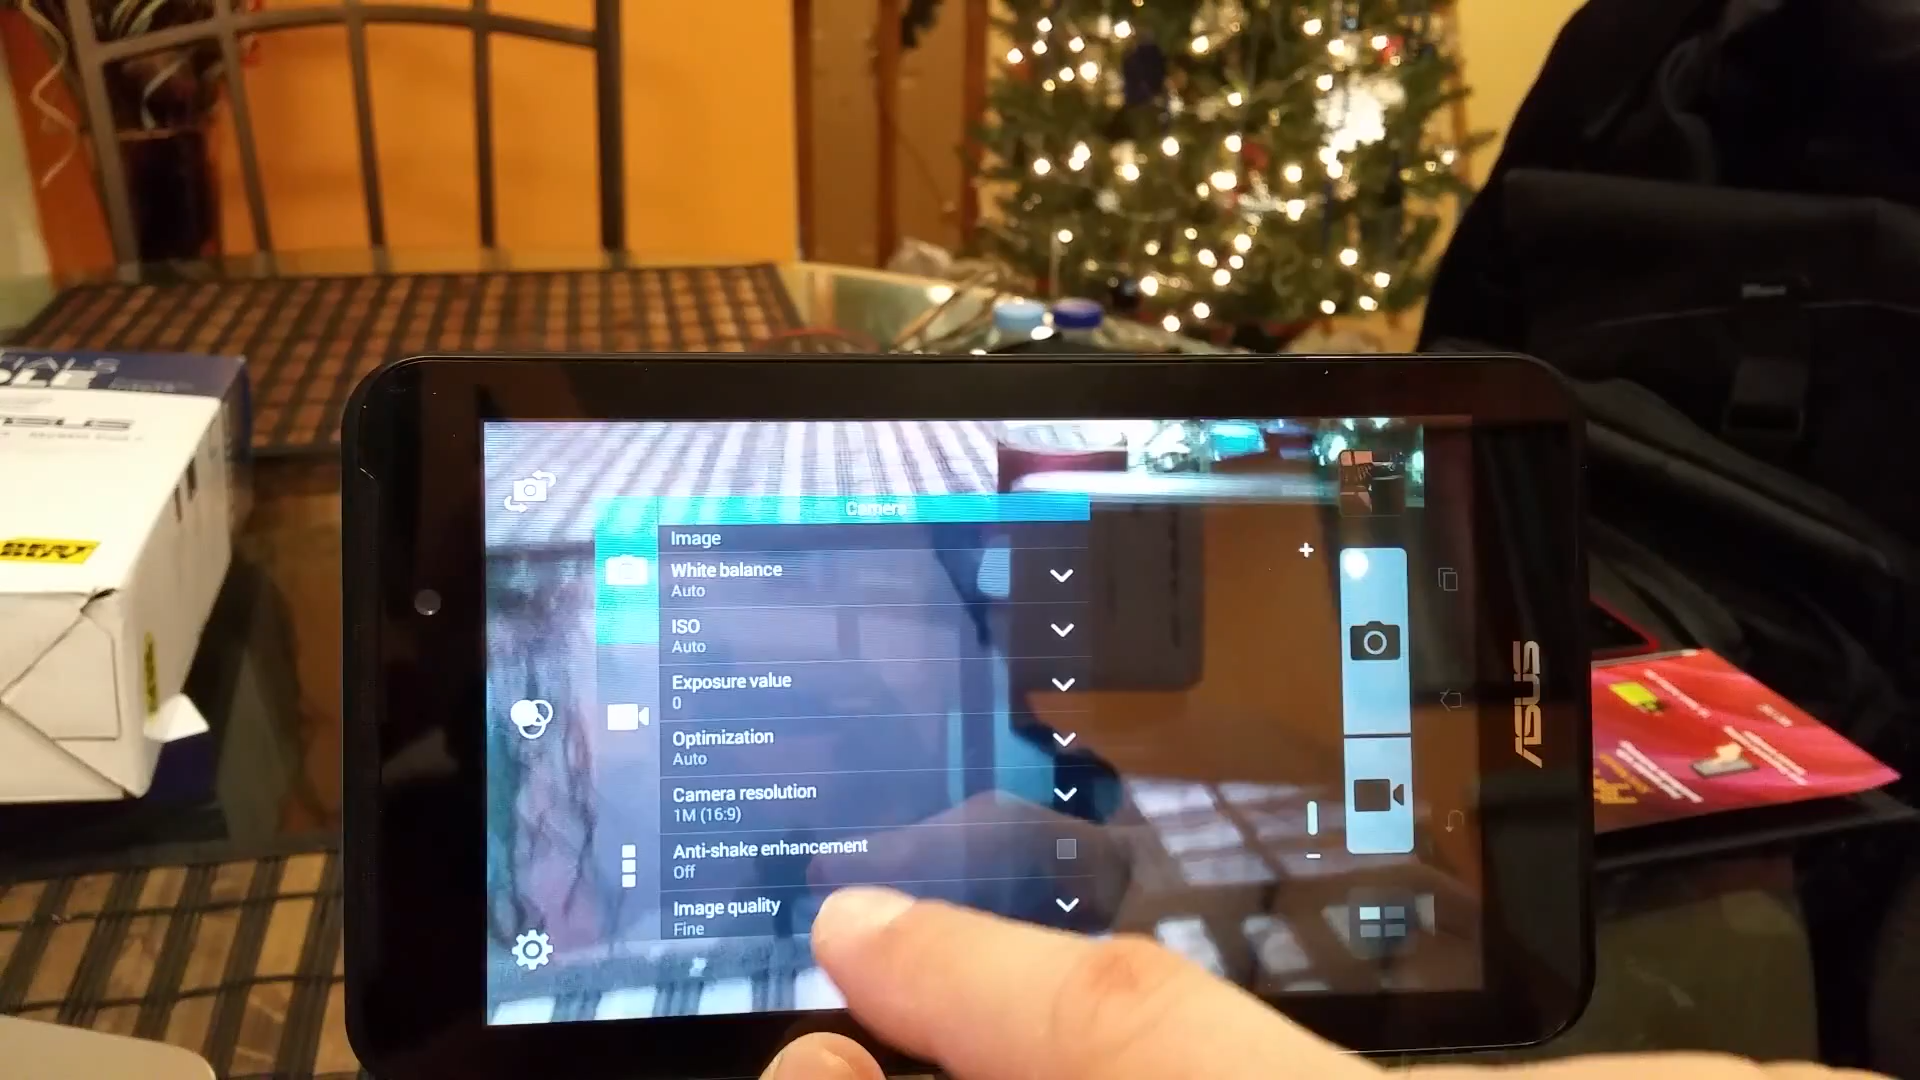 ASUS
Camera
Image
White balance
Auto
ISO
Auto
Exposure value
0
Optimization
Auto
Camera resolution
1M (16:9)
Anti-shake enhancement
Off
Image quality
Fine
ASUS